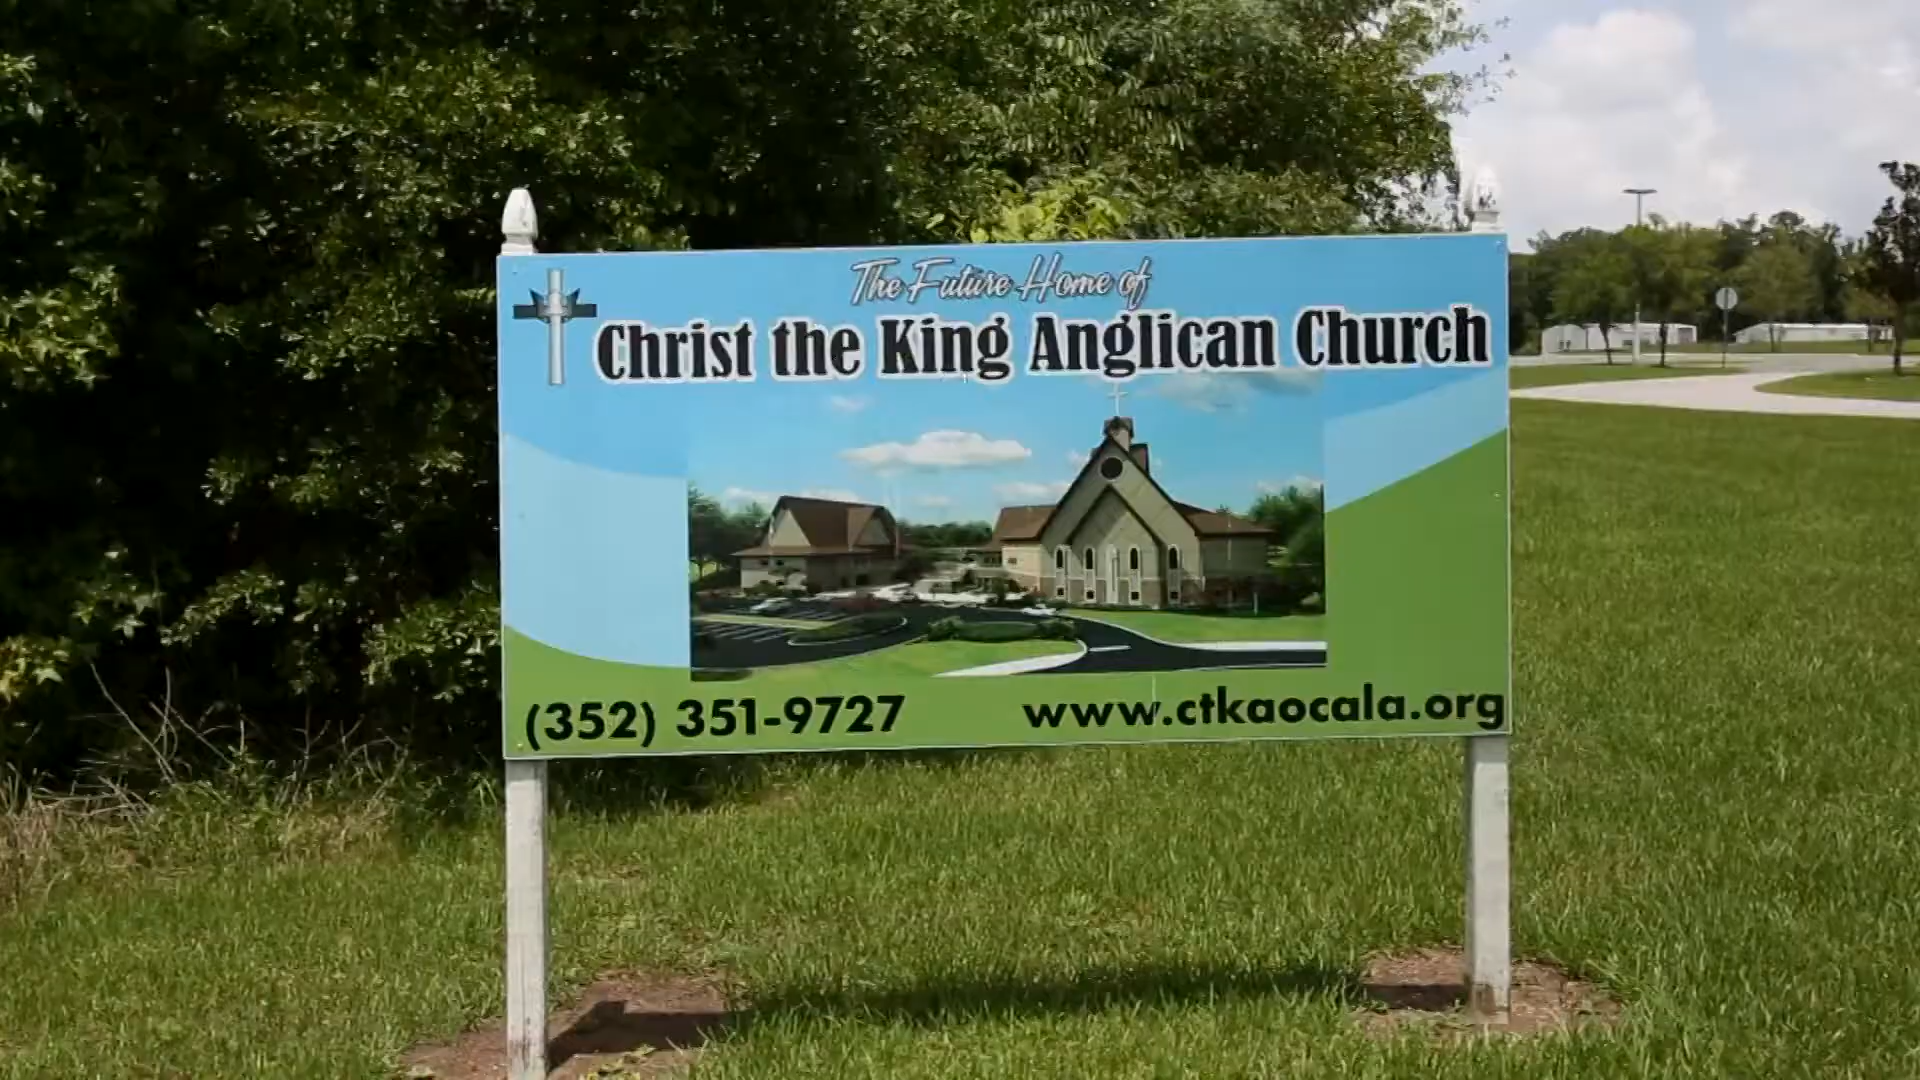 The Future Home of
Christ the King Anglican Church
(352) 351-9727 www.ctkaocala.org